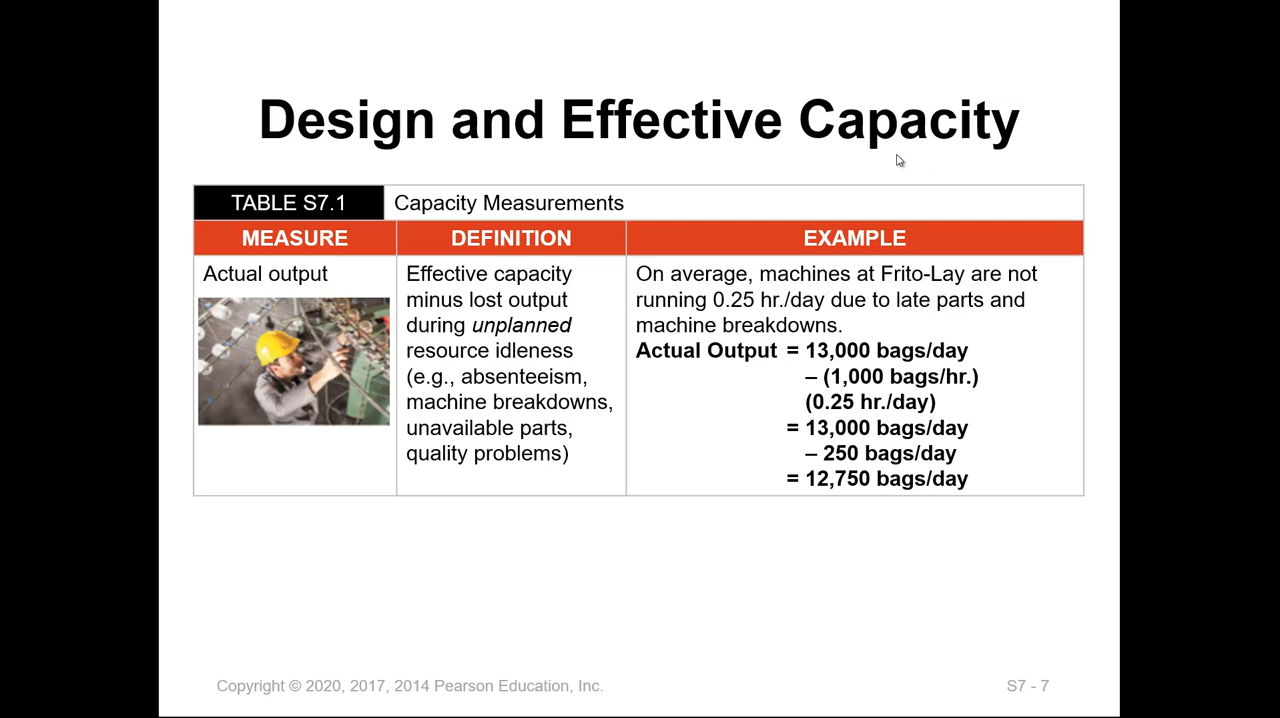 Design and Effective Capacity
TABLE S7.1 Capacity Measurements
MEASURE DEFINITION EXAMPLE
Actual output
Effective capacity
minus lost output
during unplanned
resource idleness
(e.g., absenteeism,
machine breakdowns,
unavailable parts,
quality problems)
On average, machines at Frito-Lay are not
running 0.25 hr./day due to late parts and
machine breakdowns.
Actual Output = 13,000 bags/day
– (1,000 bags/hr.)
(0.25 hr./day)
= 13,000 bags/day
– 250 bags/day
= 12,750 bags/day
Copyright © 2020, 2017, 2014 Pearson Education, Inc.
S7 - 7